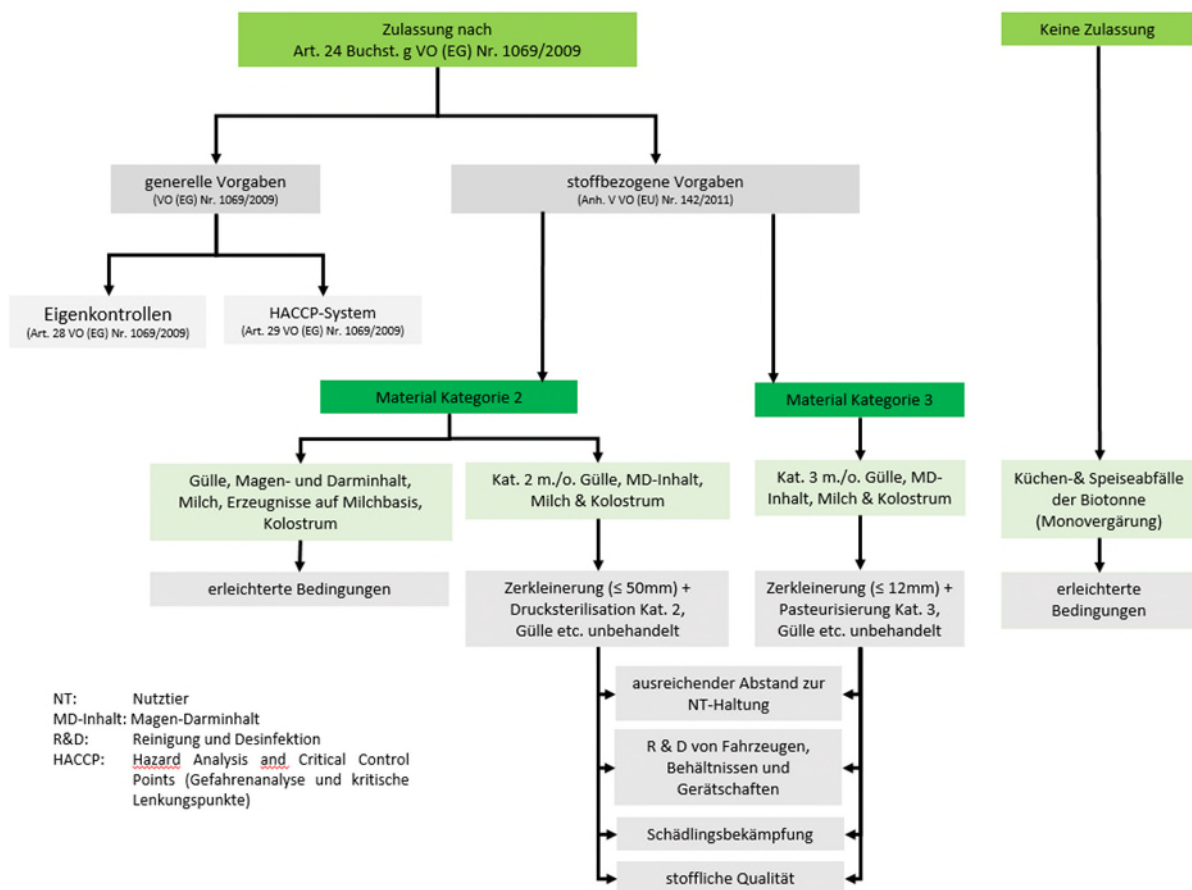 Zulassung nach
Art. 24 Buchst. g VO (EG) Nr. 1069/2009
Keine Zulassung
generelle Vorgaben
(VO (EG) Nr. 1069/2009)
stoffbezogene Vorgaben
(Anh. V VO (EU) Nr. 142/2011)
Eigenkontrollen
(Art. 28 VO (EG) Nr. 1069/2009)
HACCP-System
(Art. 29 VO (EG) Nr. 1069/2009)
Material Kategorie 2
Material Kategorie 3
Gülle, Magen- und Darminhalt,
Milch, Erzeugnisse auf Milchbasis,
Kolostrum
Kat. 2 m./o. Gülle, MD-Inhalt,
Milch & Kolostrum
Kat. 3 m./o. Gülle, MD-
Inhalt, Milch & Kolostrum
Küchen-& Speiseabfälle
der Biotonne
(Monovergärung)
erleichterte Bedingungen
Zerkleinerung (≤ 50mm) +
Drucksterilisation Kat. 2,
Gülle etc. unbehandelt
Zerkleinerung (≤ 12mm) +
Pasteurisierung Kat. 3,
Gülle etc. unbehandelt
erleichterte
Bedingungen
ausreichender Abstand zur
NT-Haltung
R & D von Fahrzeugen,
Behältnissen und
Gerätschaften
Schädlingsbekämpfung
stoffliche Qualität
NT: Nutztier
MD-Inhalt: Magen-Darminhalt
R&D: Reinigung und Desinfektion
HACCP: Hazard Analysis and Critical Control
Points (Gefahrenanalyse und kritische
Lenkungspunkte)